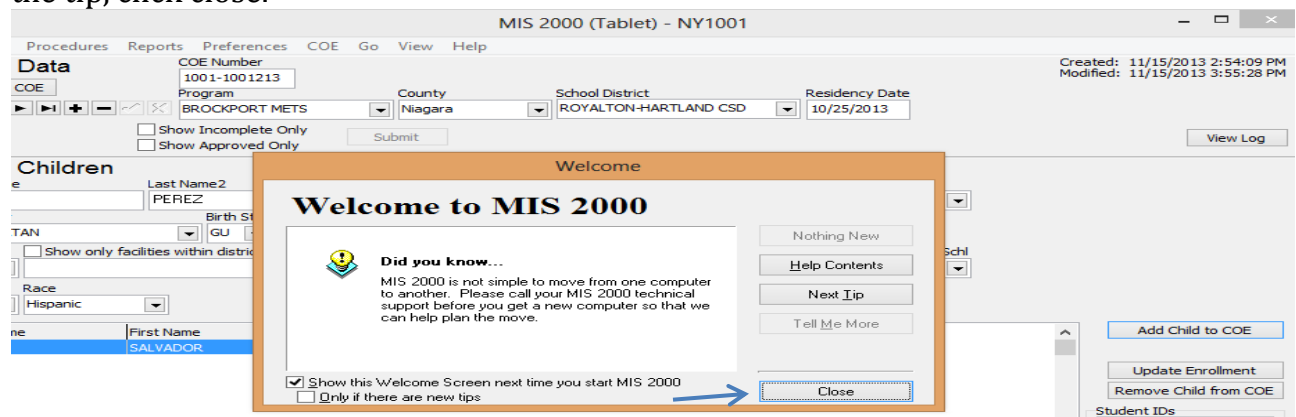 the tip, click close.
MIS 2000 (Tablet) - NY1001
Procedures Reports Preferences COE Go View Help
Data
COE Number
Created: 11/15/2013 2:54:09 PM
COE
1001-1001213
Modified: 11/15/2013 3:55:28 PM
Program County School District Residency Date
BROCKPORT METS Niagara ROYALTON-HARTLAND CSD 10/25/2013
Show Incomplete Only
Submit
View Log
Show Approved Only
Children
Welcome
e Last Name2
PEREZ
Welcome to MIS 2000
Birth St
TAN GU
Nothing New
Show only facilities within distric
Schl
Did you know...
Help Contents
MIS 2000 is not simple to move from one computer
to another. Please call your MIS 2000 technical
support before you get a new computer so that we
can help plan the move.
Race
Next Tip
Hispanic
Tell Me More
me First Name
Add Child to COE
SALVADOR
Update Enrollment
Show this Welcome Screen next time you start MIS 2000
Close
Only if there are new tips
Remove Child from COE
Student IDs